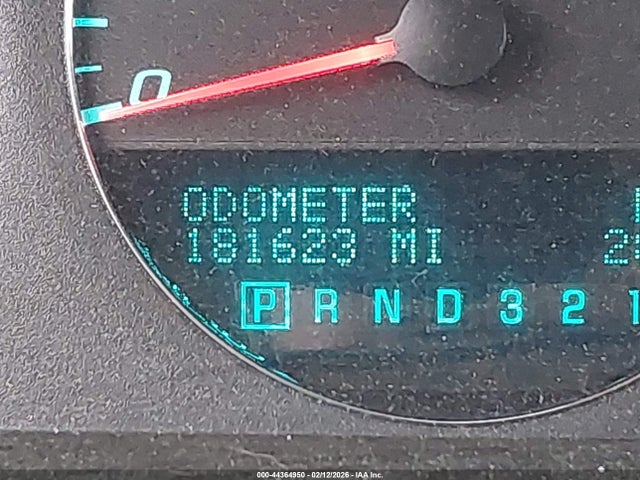 0
ODOMETER
181623 MI
P R N D 3 2 1
000-44364950 - 02/12/2026 - IAA Inc.